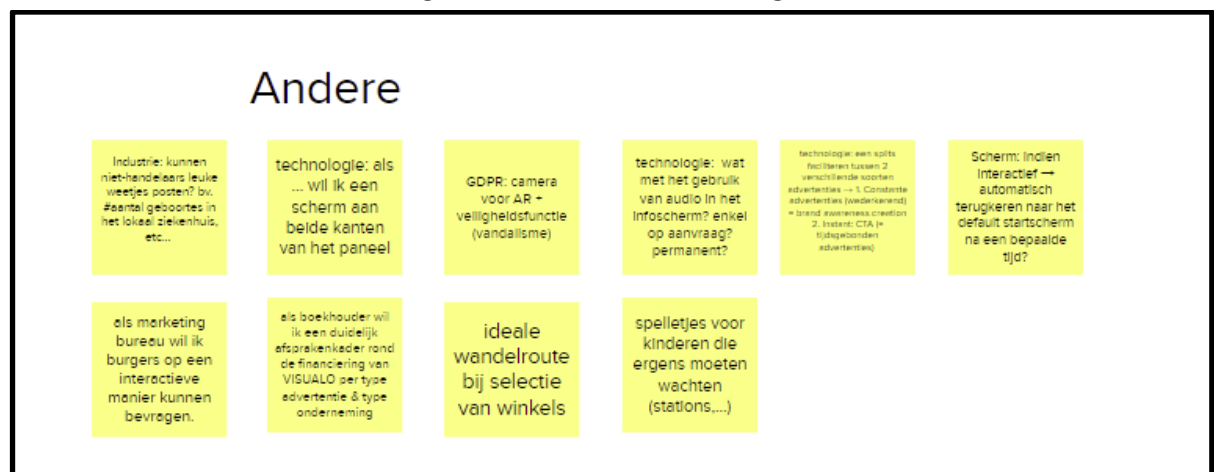 Andere
Industrie: kunnen
niet-handelaars leuke
weetjes posten? bv.
#aantal geboortes in
het lokaal ziekenhuis,
etc...
technologie: als
... wil ik een
scherm aan
beide kanten
van het paneel
GDPR: camera
voor AR +
veiligheidsfunctie
(vandalisme)
technologie: wat
met het gebruik
van audio in het
infoscherm? enkel
op aanvraag?
permanent?
technologie: een splits
faciliteren tussen 2
verschillende soorten
advertenties → 1. Constante
advertenties (wederkerend)
= brand awareness creation
2. Instant: CTA (=
tijdsgebonden
advertenties)
Scherm: indien
interactief →
automatisch
terugkeren naar het
default startscherm
na een bepaalde
tijd?
als marketing
bureau wil ik
burgers op een
interactieve
manier kunnen
bevragen.
als boekhouder wil
ik een duidelijk
afsprakenkader rond
de financiering van
VISUALO per type
advertentie & type
onderneming
ideale
wandelroute
bij selectie
van winkels
spelletjes voor
kinderen die
ergens moeten
wachten
(stations,...)